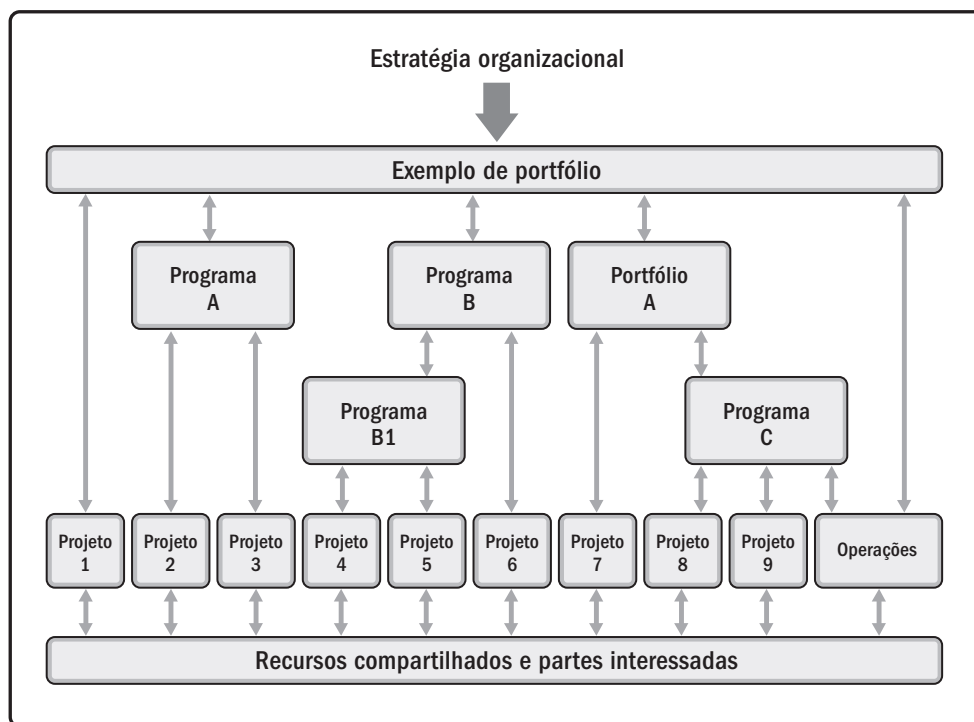 Estratégia organizacional
Exemplo de portfólio
Programa
A
Programa
B
Portfólio
A
Programa
B1
Programa
C
Projeto
1
Projeto
2
Projeto
3
Projeto
4
Projeto
5
Projeto
6
Projeto
7
Projeto
8
Projeto
9
Operações
Recursos compartilhados e partes interessadas